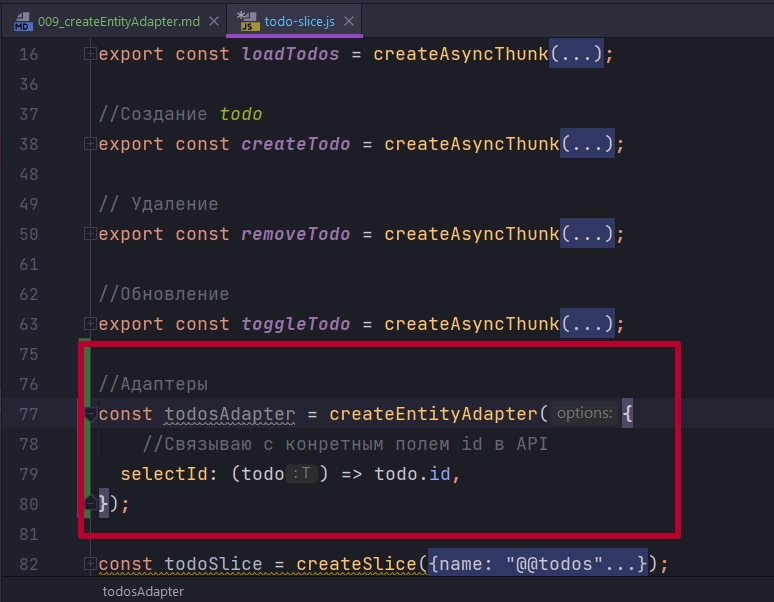 MD 009_createEntityAdapter.md × JS todo-slice.js ×
16 export const loadTodos = createAsyncThunk(...);
36
37 //Создание todo
38 export const createTodo = createAsyncThunk(...);
48
49 // Удаление
50 export const removeTodo = createAsyncThunk(...);
61
62 //Обновление
63 export const toggleTodo = createAsyncThunk(...);
75
76 //Адаптеры
77 const todosAdapter = createEntityAdapter( options: {
78 //Связываю с конретным полем id в API
79 selectId: (todo : T ) => todo.id,
80 });
81
82 const todoSlice = createSlice({name: "@@todos"...});
todosAdapter